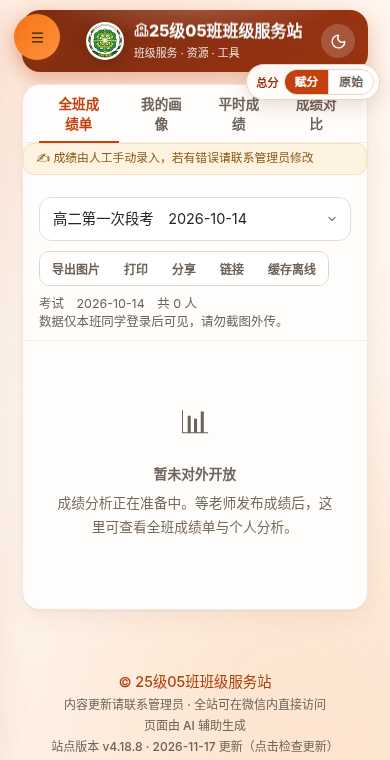 25级05班班级服务站
班级服务 · 资源 · 工具
总分 赋分 原始
全班成绩单 我的画像 平时成绩 成绩对比
成绩由人工手动录入，若有错误请联系管理员修改
高二第一次段考 2026-10-14
导出图片 打印 分享 链接 缓存离线
考试 2026-10-14 共 0 人
数据仅本班同学登录后可见，请勿截图外传。
暂未对外开放
成绩分析正在准备中。等老师发布成绩后，这
里可查看全班成绩单与个人分析。
© 25级05班班级服务站
内容更新请联系管理员 · 全站可在微信内直接访问
页面由 AI 辅助生成
站点版本 v4.18.8 · 2026-11-17 更新（点击检查更新）